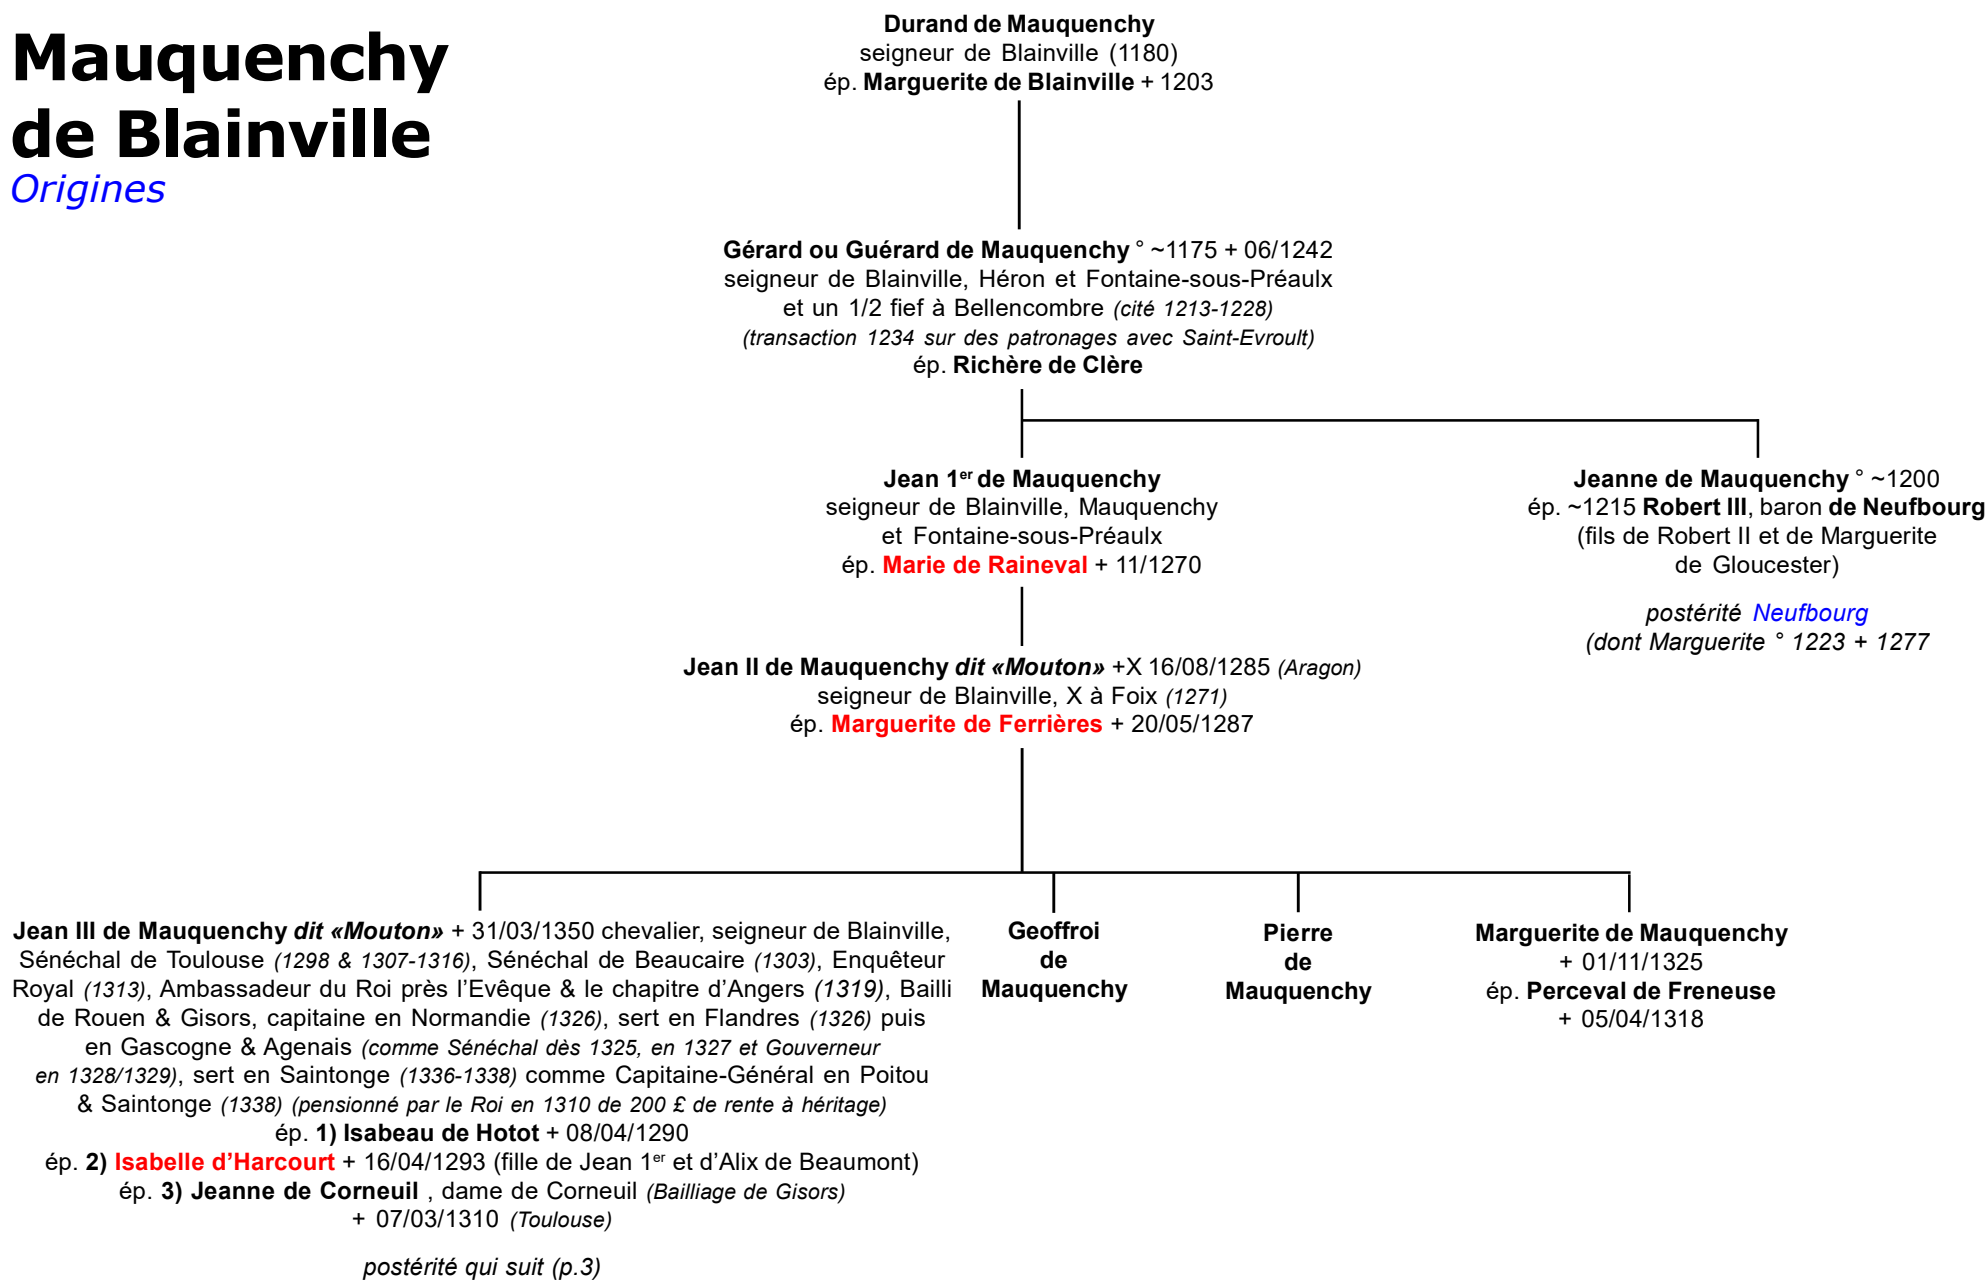 Mauquenchy
de Blainville
Origines
Durand de Mauquenchy
seigneur de Blainville (1180)
ép. Marguerite de Blainville + 1203
Gérard ou Guérard de Mauquenchy ° ~1175 + 06/1242
seigneur de Blainville, Héron et Fontaine-sous-Préaulx
et un 1/2 fief à Bellencombre (cité 1213-1228)
(transaction 1234 sur des patronages avec Saint-Evroult)
ép. Richère de Clère
Jean 1er de Mauquenchy
seigneur de Blainville, Mauquenchy
et Fontaine-sous-Préaulx
ép. Marie de Raineval + 11/1270
Jeanne de Mauquenchy ° ~1200
ép. ~1215 Robert III, baron de Neufbourg
(fils de Robert II et de Marguerite
de Gloucester)
postérité Neufbourg
(dont Marguerite ° 1223 + 1277
Jean II de Mauquenchy dit «Mouton» +X 16/08/1285 (Aragon)
seigneur de Blainville, X à Foix (1271)
ép. Marguerite de Ferrières + 20/05/1287
Jean III de Mauquenchy dit «Mouton» + 31/03/1350 chevalier, seigneur de Blainville,
Sénéchal de Toulouse (1298 & 1307-1316), Sénéchal de Beaucaire (1303), Enquêteur
Royal (1313), Ambassadeur du Roi près l'Evêque & le chapitre d'Angers (1319), Bailli
de Rouen & Gisors, capitaine en Normandie (1326), sert en Flandres (1326) puis
en Gascogne & Agenais (comme Sénéchal dès 1325, en 1327 et Gouverneur
en 1328/1329), sert en Saintonge (1336-1338) comme Capitaine-Général en Poitou
& Saintonge (1338) (pensionné par le Roi en 1310 de 200 £ de rente à héritage)
ép. 1) Isabeau de Hotot + 08/04/1290
ép. 2) Isabelle d'Harcourt + 16/04/1293 (fille de Jean 1er et d'Alix de Beaumont)
ép. 3) Jeanne de Corneuil , dame de Corneuil (Bailliage de Gisors)
+ 07/03/1310 (Toulouse)
postérité qui suit (p.3)
Geoffroi
de
Mauquenchy
Pierre
de
Mauquenchy
Marguerite de Mauquenchy
+ 01/11/1325
ép. Perceval de Freneuse
+ 05/04/1318